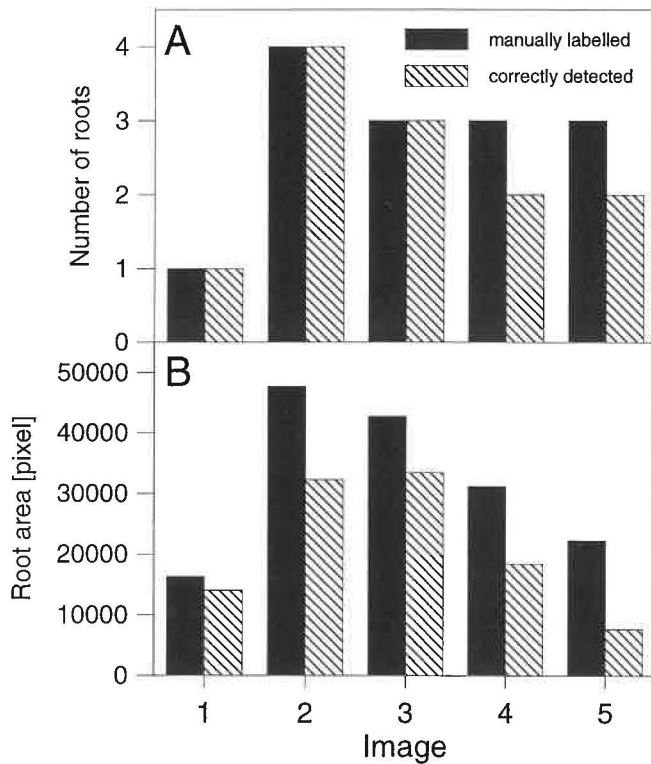 A
manually labelled
correctly detected
Number of roots
4
3
2
1
0
B
Root area [pixel]
50000
40000
30000
20000
10000
0
1 2 3 4 5
Image